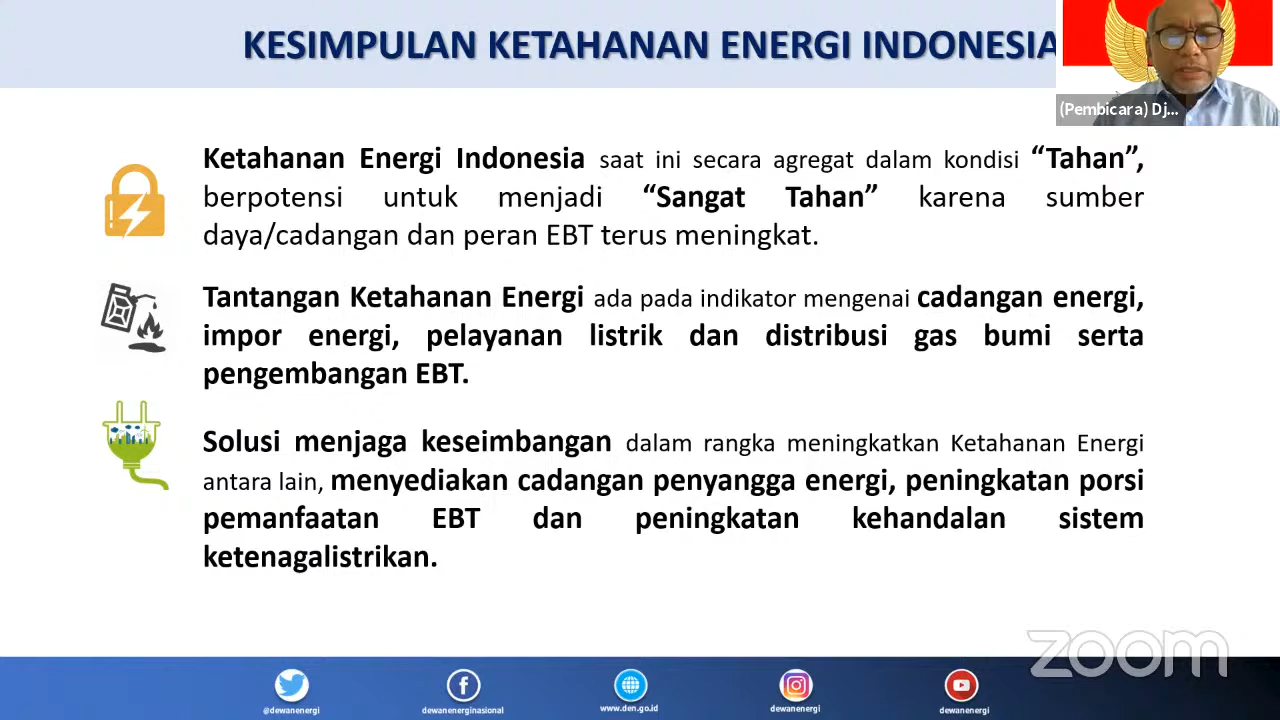 KESIMPULAN KETAHANAN ENERGI INDONESIA
(Pembicara) Dj...
Ketahanan Energi Indonesia saat ini secara agregat dalam kondisi “Tahan”,
berpotensi untuk menjadi “Sangat Tahan” karena sumber
daya/cadangan dan peran EBT terus meningkat.
Tantangan Ketahanan Energi ada pada indikator mengenai cadangan energi,
impor energi, pelayanan listrik dan distribusi gas bumi serta
pengembangan EBT.
Solusi menjaga keseimbangan dalam rangka meningkatkan Ketahanan Energi
antara lain, menyediakan cadangan penyangga energi, peningkatan porsi
pemanfaatan EBT dan peningkatan kehandalan sistem
ketenagalistrikan.
zoom
@dewanenergi
dewanenerginasional
www.den.go.id
dewanenergi
dewanenergi